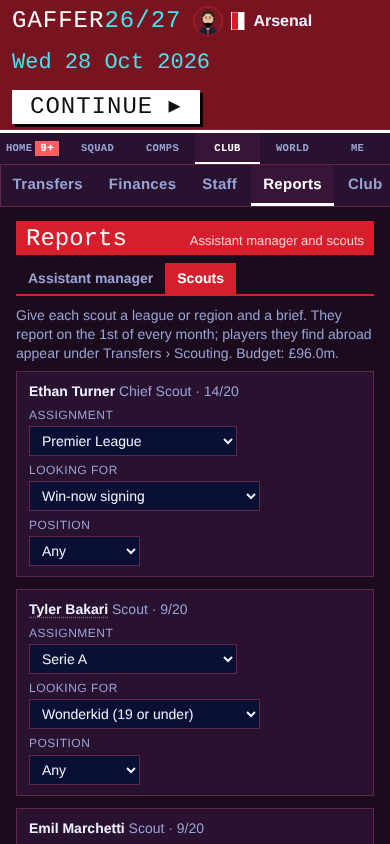 GAFFER26/27 Arsenal
Wed 28 Oct 2026
CONTINUE ►
HOME 9+ SQUAD COMPS CLUB WORLD ME
Transfers Finances Staff Reports Club
Reports Assistant manager and scouts
Assistant manager Scouts
Give each scout a league or region and a brief. They
report on the 1st of every month; players they find abroad
appear under Transfers › Scouting. Budget: £96.0m.
Ethan Turner Chief Scout · 14/20
ASSIGNMENT
Premier League
LOOKING FOR
Win-now signing
POSITION
Any
Tyler Bakari Scout · 9/20
ASSIGNMENT
Serie A
LOOKING FOR
Wonderkid (19 or under)
POSITION
Any
Emil Marchetti Scout · 9/20